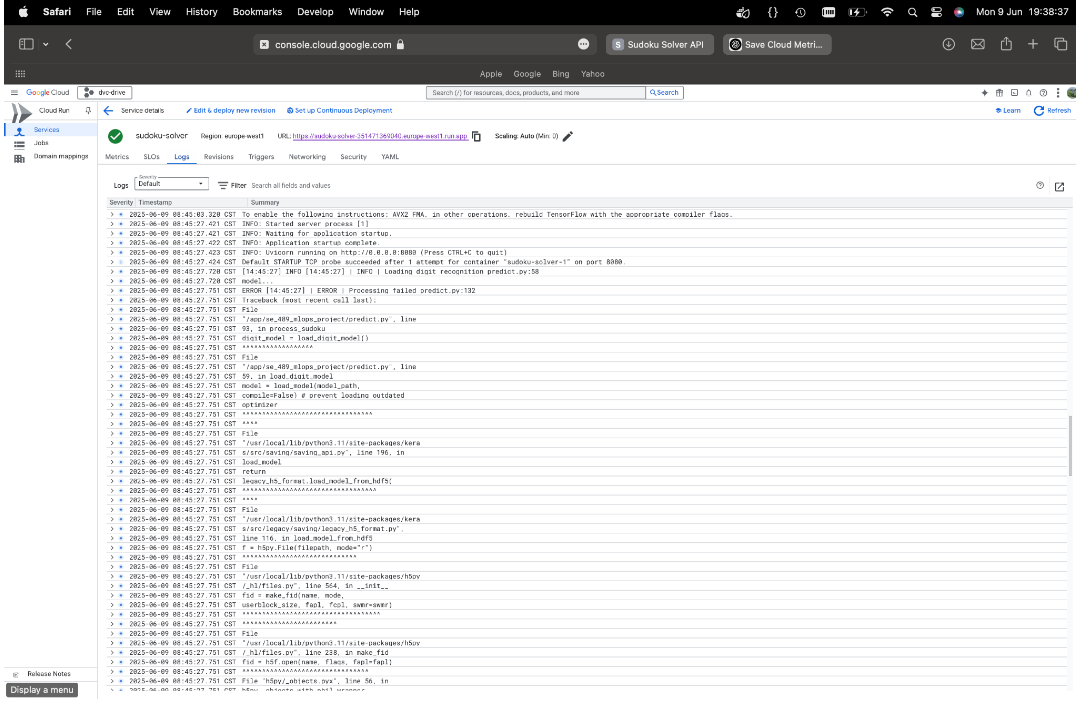 Safari File Edit View History Bookmarks Develop Window Help Mon 9 Jun 19:38:37
console.cloud.google.com S Sudoku Solver API Save Cloud Metri...
Apple Google Bing Yahoo
Google Cloud dvc-drive Search (/) for resources, docs, products, and more Search
Cloud Run Service details Edit & deploy new revision Set up Continuous Deployment Learn Refresh
Services
Jobs
Domain mappings
sudoku-solver Region: europe-west1 URL: https://sudoku-solver-351471369040.europe-west1.run.app Scaling: Auto (Min: 0)
Metrics SLOs Logs Revisions Triggers Networking Security YAML
Severity
Logs Default Filter Search all fields and values
Severity Timestamp Summary
2025-06-09 08:45:03.320 CST To enable the following instructions: AVX2 FMA, in other operations, rebuild TensorFlow with the appropriate compiler flags.
2025-06-09 08:45:27.421 CST INFO: Started server process [1]
2025-06-09 08:45:27.421 CST INFO: Waiting for application startup.
2025-06-09 08:45:27.422 CST INFO: Application startup complete.
2025-06-09 08:45:27.423 CST INFO: Uvicorn running on http://0.0.0.0:8080 (Press CTRL+C to quit)
2025-06-09 08:45:27.424 CST Default STARTUP TCP probe succeeded after 1 attempt for container "sudoku-solver-1" on port 8080.
2025-06-09 08:45:27.720 CST [14:45:27] INFO [14:45:27] | INFO | Loading digit recognition predict.py:58
2025-06-09 08:45:27.720 CST model...
2025-06-09 08:45:27.751 CST ERROR [14:45:27] | ERROR | Processing failed predict.py:132
2025-06-09 08:45:27.751 CST Traceback (most recent call last):
2025-06-09 08:45:27.751 CST File
2025-06-09 08:45:27.751 CST "/app/se_489_mlops_project/predict.py", line
2025-06-09 08:45:27.751 CST 93, in process_sudoku
2025-06-09 08:45:27.751 CST digit_model = load_digit_model()
2025-06-09 08:45:27.751 CST ^^^^^^^^^^^^^^^^^^
2025-06-09 08:45:27.751 CST File
2025-06-09 08:45:27.751 CST "/app/se_489_mlops_project/predict.py", line
2025-06-09 08:45:27.751 CST 59, in load_digit_model
2025-06-09 08:45:27.751 CST model = load_model(model_path,
2025-06-09 08:45:27.751 CST compile=False) # prevent loading outdated
2025-06-09 08:45:27.751 CST optimizer
2025-06-09 08:45:27.751 CST ^^^^^^^^^^^^^^^^^^^^^^^^^^^^^^^^^
2025-06-09 08:45:27.751 CST ^^^^
2025-06-09 08:45:27.751 CST File
2025-06-09 08:45:27.751 CST "/usr/local/lib/python3.11/site-packages/kera
2025-06-09 08:45:27.751 CST s/src/saving/saving_api.py", line 196, in
2025-06-09 08:45:27.751 CST load_model
2025-06-09 08:45:27.751 CST return
2025-06-09 08:45:27.751 CST legacy_h5_format.load_model_from_hdf5(
2025-06-09 08:45:27.751 CST ^^^^^^^^^^^^^^^^^^^^^^^^^^^^^^^^^^
2025-06-09 08:45:27.751 CST ^^^^
2025-06-09 08:45:27.751 CST File
2025-06-09 08:45:27.751 CST "/usr/local/lib/python3.11/site-packages/kera
2025-06-09 08:45:27.751 CST s/src/legacy/saving/legacy_h5_format.py",
2025-06-09 08:45:27.751 CST line 116, in load_model_from_hdf5
2025-06-09 08:45:27.751 CST f = h5py.File(filepath, mode="r")
2025-06-09 08:45:27.751 CST ^^^^^^^^^^^^^^^^^^^^^^^^^^^^^
2025-06-09 08:45:27.751 CST File
2025-06-09 08:45:27.751 CST "/usr/local/lib/python3.11/site-packages/h5py
2025-06-09 08:45:27.751 CST /_hl/files.py", line 564, in __init__
2025-06-09 08:45:27.751 CST fid = make_fid(name, mode,
2025-06-09 08:45:27.751 CST userblock_size, fapl, fcpl, swmr=swmr)
2025-06-09 08:45:27.751 CST ^^^^^^^^^^^^^^^^^^^^^^^^^^^^^^^^^^^
2025-06-09 08:45:27.751 CST ^^^^^^^^^^^^^^^^^^^^^^^^
2025-06-09 08:45:27.751 CST File
2025-06-09 08:45:27.751 CST "/usr/local/lib/python3.11/site-packages/h5py
2025-06-09 08:45:27.751 CST /_hl/files.py", line 238, in make_fid
2025-06-09 08:45:27.751 CST fid = h5f.open(name, flags, fapl=fapl)
2025-06-09 08:45:27.751 CST ^^^^^^^^^^^^^^^^^^^^^^^^^^^^^^^^
2025-06-09 08:45:27.751 CST File "h5py/_objects.pyx", line 56, in
2025-06-09 08:45:27.751 CST h5py._objects.with_phil.wrapper
Release Notes
Display a menu